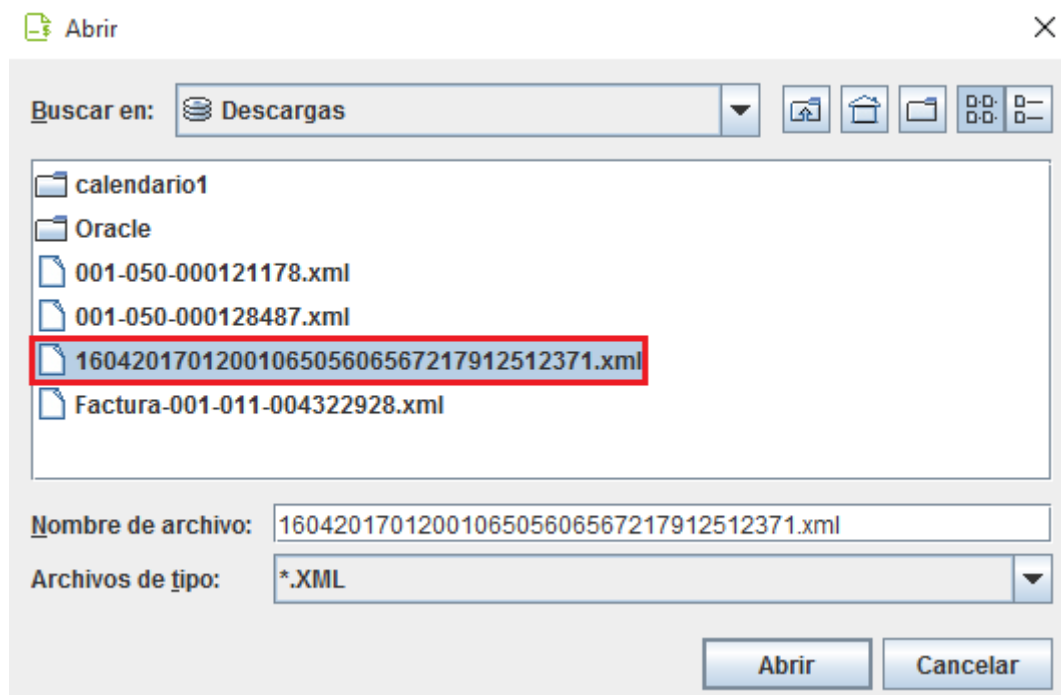 Abrir
Buscar en: Descargas
calendario1
Oracle
001-050-000121178.xml
001-050-000128487.xml
1604201701200106505606567217912512371.xml
Factura-001-011-004322928.xml
Nombre de archivo: 1604201701200106505606567217912512371.xml
Archivos de tipo: *.XML
Abrir Cancelar